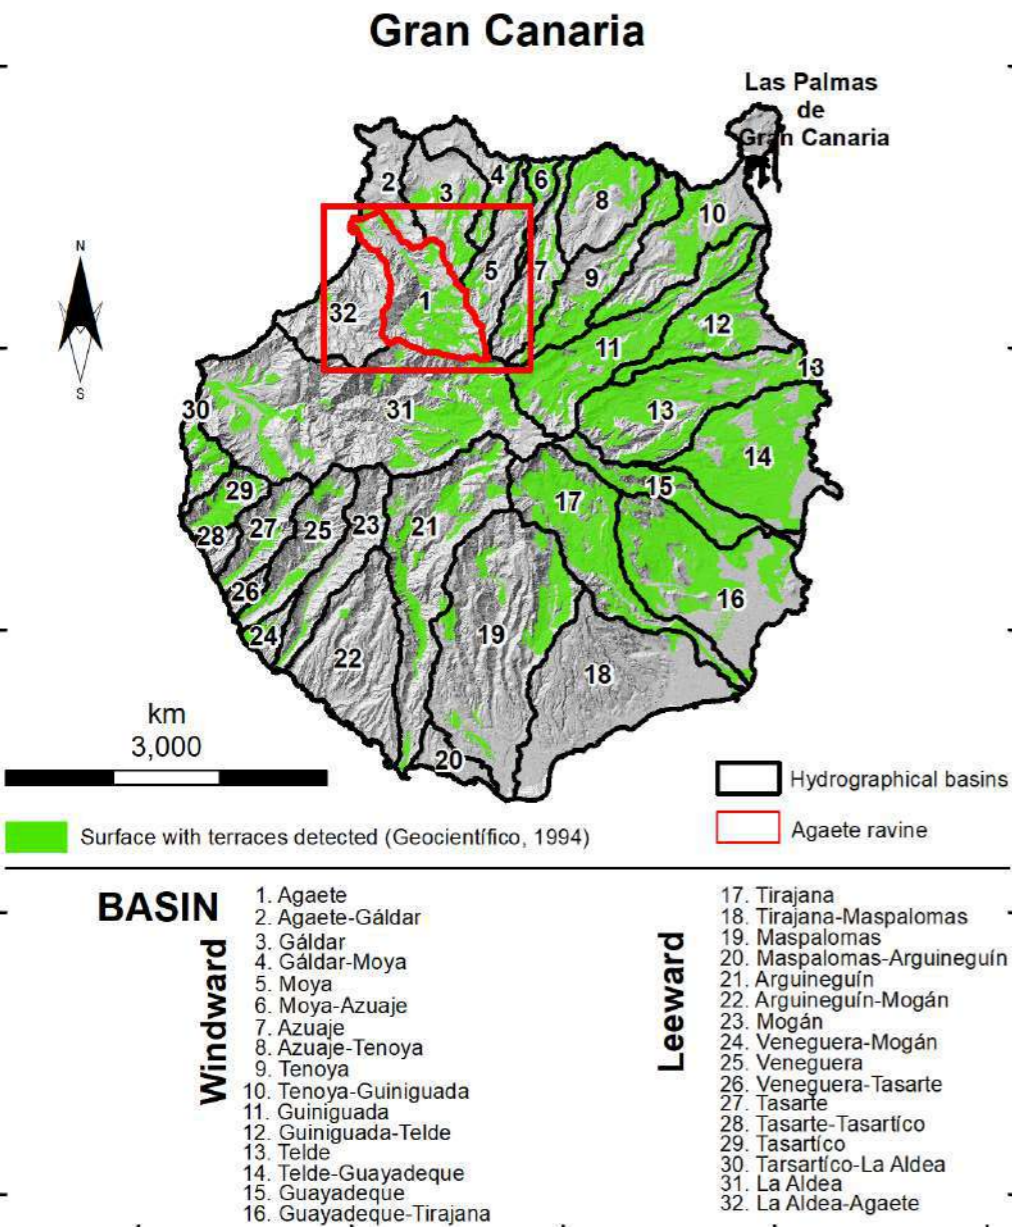 Gran Canaria
Las Palmas
de
Gran Canaria
N
S
2
3
4
6
8
10
5
7
9
1
32
12
11
13
31
30
13
14
15
29
17
28
27
25
23
21
16
26
24
22
19
18
20
km
3,000
Hydrographical basins
Agaete ravine
Surface with terraces detected (Geocientífico, 1994)
BASIN
Windward
1. Agaete
2. Agaete-Gáldar
3. Gáldar
4. Gáldar-Moya
5. Moya
6. Moya-Azuaje
7. Azuaje
8. Azuaje-Tenoya
9. Tenoya
10. Tenoya-Guiniguada
11. Guiniguada
12. Guiniguada-Telde
13. Telde
14. Telde-Guayadeque
15. Guayadeque
16. Guayadeque-Tirajana
Leeward
17. Tirajana
18. Tirajana-Maspalomas
19. Maspalomas
20. Maspalomas-Arguineguín
21. Arguineguín
22. Arguineguín-Mogán
23. Mogán
24. Veneguera-Mogán
25. Veneguera
26. Veneguera-Tasarte
27. Tasarte
28. Tasarte-Tasartíco
29. Tasartíco
30. Tarsartíco-La Aldea
31. La Aldea
32. La Aldea-Agaete